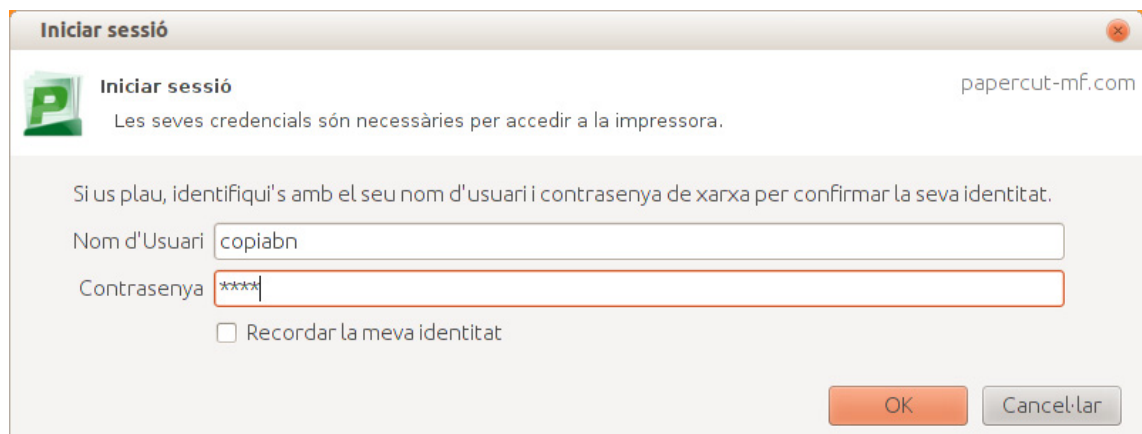 Iniciar sessió
Iniciar sessió
papercut-mf.com
Les seves credencials són necessàries per accedir a la impressora.
Si us plau, identifiqui's amb el seu nom d'usuari i contrasenya de xarxa per confirmar la seva identitat.
Nom d'Usuari copiabn
Contrasenya ****
Recordar la meva identitat
OK Cancel·lar